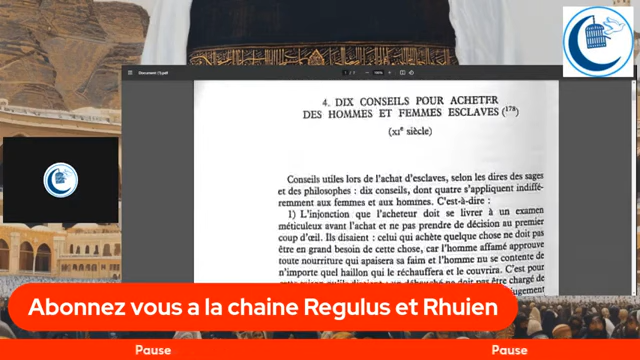 Document (1).pdf
4. DIX CONSEILS POUR ACHETER
DES HOMMES ET FEMMES ESCLAVES (178)
(XIe siècle)
Conseils utiles lors de l'achat d'esclaves, selon les dires des sages
et des philosophes : dix conseils, dont quatre s'appliquent indiffé-
remment aux femmes et aux hommes. C'est-à-dire :
1) L'injonction que l'acheteur doit se livrer à un examen
méticuleux avant l'achat et ne pas prendre de décision au premier
coup d'œil. Ils disaient : celui qui achète quelque chose ne doit pas
être en grand besoin de cette chose, car l'homme affamé approuve
toute nourriture qui apaisera sa faim et l'homme nu se contente de
n'importe quel haillon qui le réchauffera et le couvrira. C'est pour
être chargé de
jugement
Abonnez vous a la chaine Regulus et Rhuien
Pause
Pause